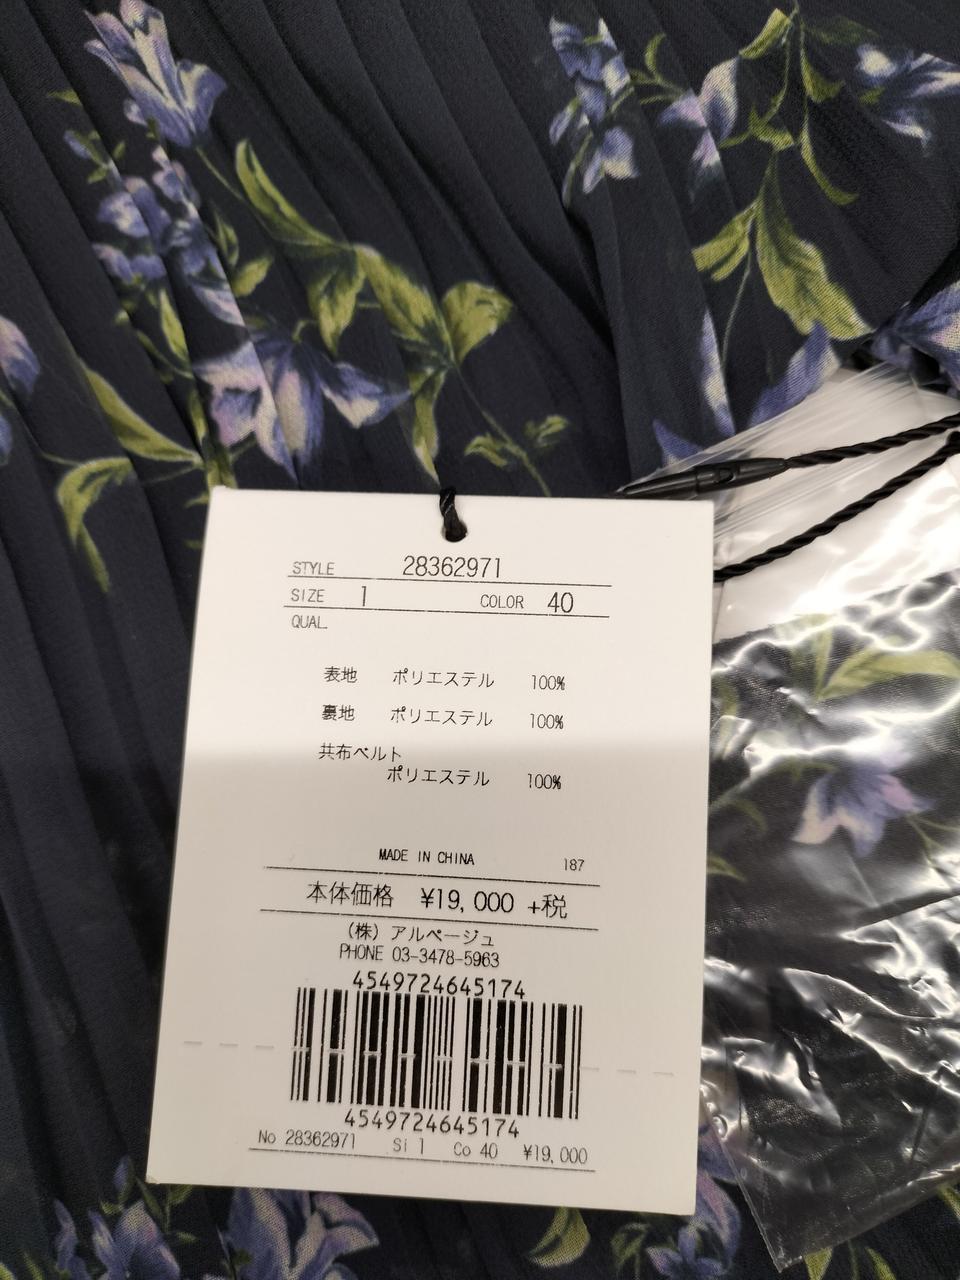 STYLE 28362971
SIZE 1 COLOR 40
QUAL.
表地 ポリエステル 100%
裏地 ポリエステル 100%
共布ベルト
ポリエステル 100%
MADE IN CHINA 187
本体価格 ¥19,000 +税
(株) アルページュ
PHONE 03-3478-5963
4549724645174
4549724645174
No 28362971 Si 1 Co 40 ¥19,000